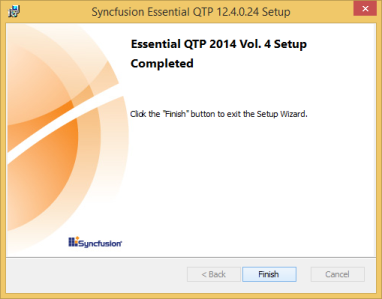 Syncfusion Essential QTP 12.4.0.24 Setup
Essential QTP 2014 Vol. 4 Setup
Completed
Click the "Finish" button to exit the Setup Wizard.
Syncfusion
< Back Finish Cancel